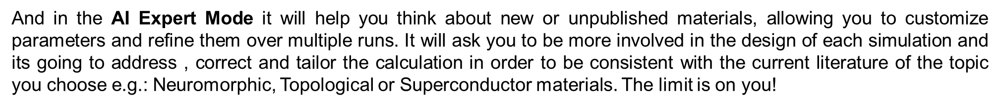 And in the AI Expert Mode it will help you think about new or unpublished materials, allowing you to customize
parameters and refine them over multiple runs. It will ask you to be more involved in the design of each simulation and
its going to address , correct and tailor the calculation in order to be consistent with the current literature of the topic
you choose e.g.: Neuromorphic, Topological or Superconductor materials. The limit is on you!